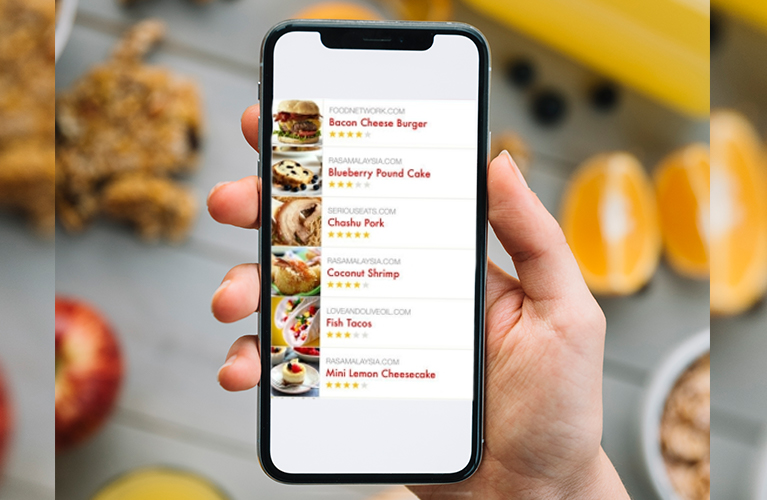 FOODNETWORK.COM
Bacon Cheese Burger
RASAMALAYSIA.COM
Blueberry Pound Cake
SERIOUSEATS.COM
Chashu Pork
RASAMALAYSIA.COM
Coconut Shrimp
LOVEANDOLIVEOIL.COM
Fish Tacos
RASAMALAYSIA.COM
Mini Lemon Cheesecake